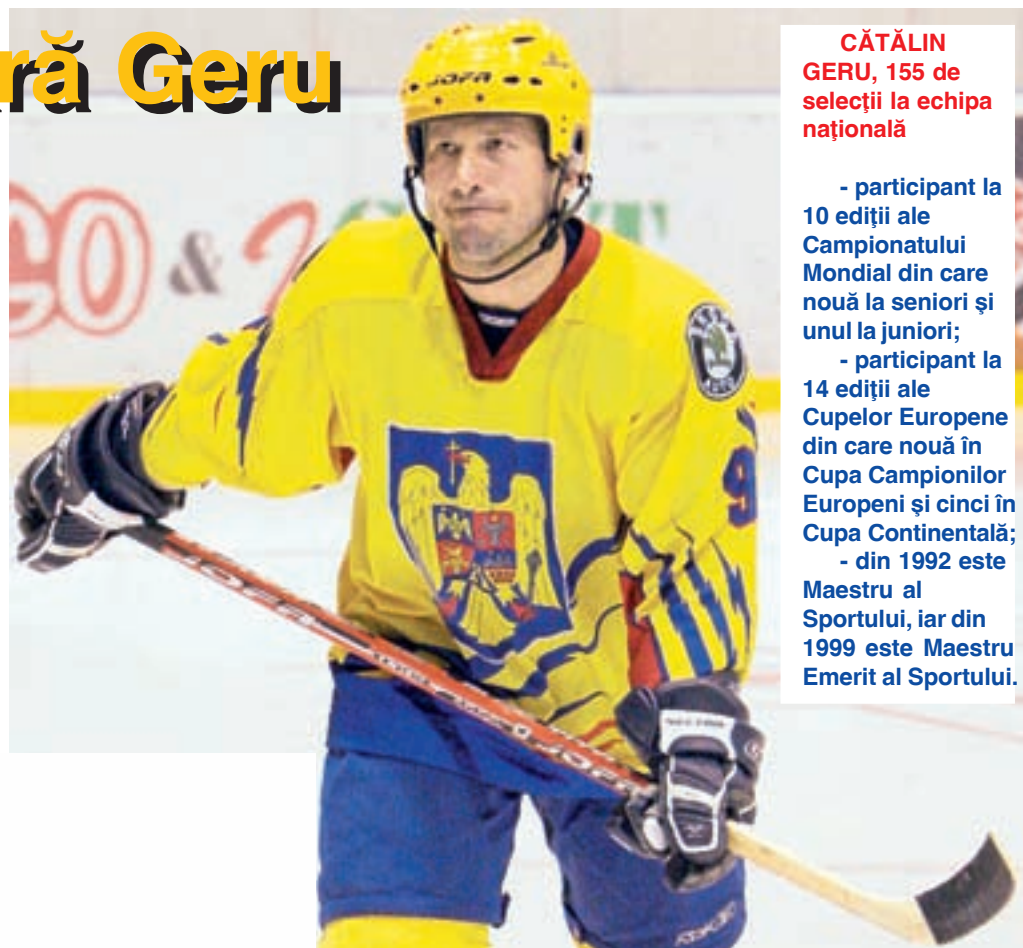 ră Geru
CĂTĂLIN
GERU, 155 de
selecţii la echipa
naţională
- participant la
10 ediţii ale
Campionatului
Mondial din care
nouă la seniori şi
unul la juniori;
- participant la
14 ediţii ale
Cupelor Europene
din care nouă în
Cupa Campionilor
Europeni şi cinci în
Cupa Continentală;
- din 1992 este
Maestru al
Sportului, iar din
1999 este Maestru
Emerit al Sportului.
JOFA
&
9
AUTO
JOFA